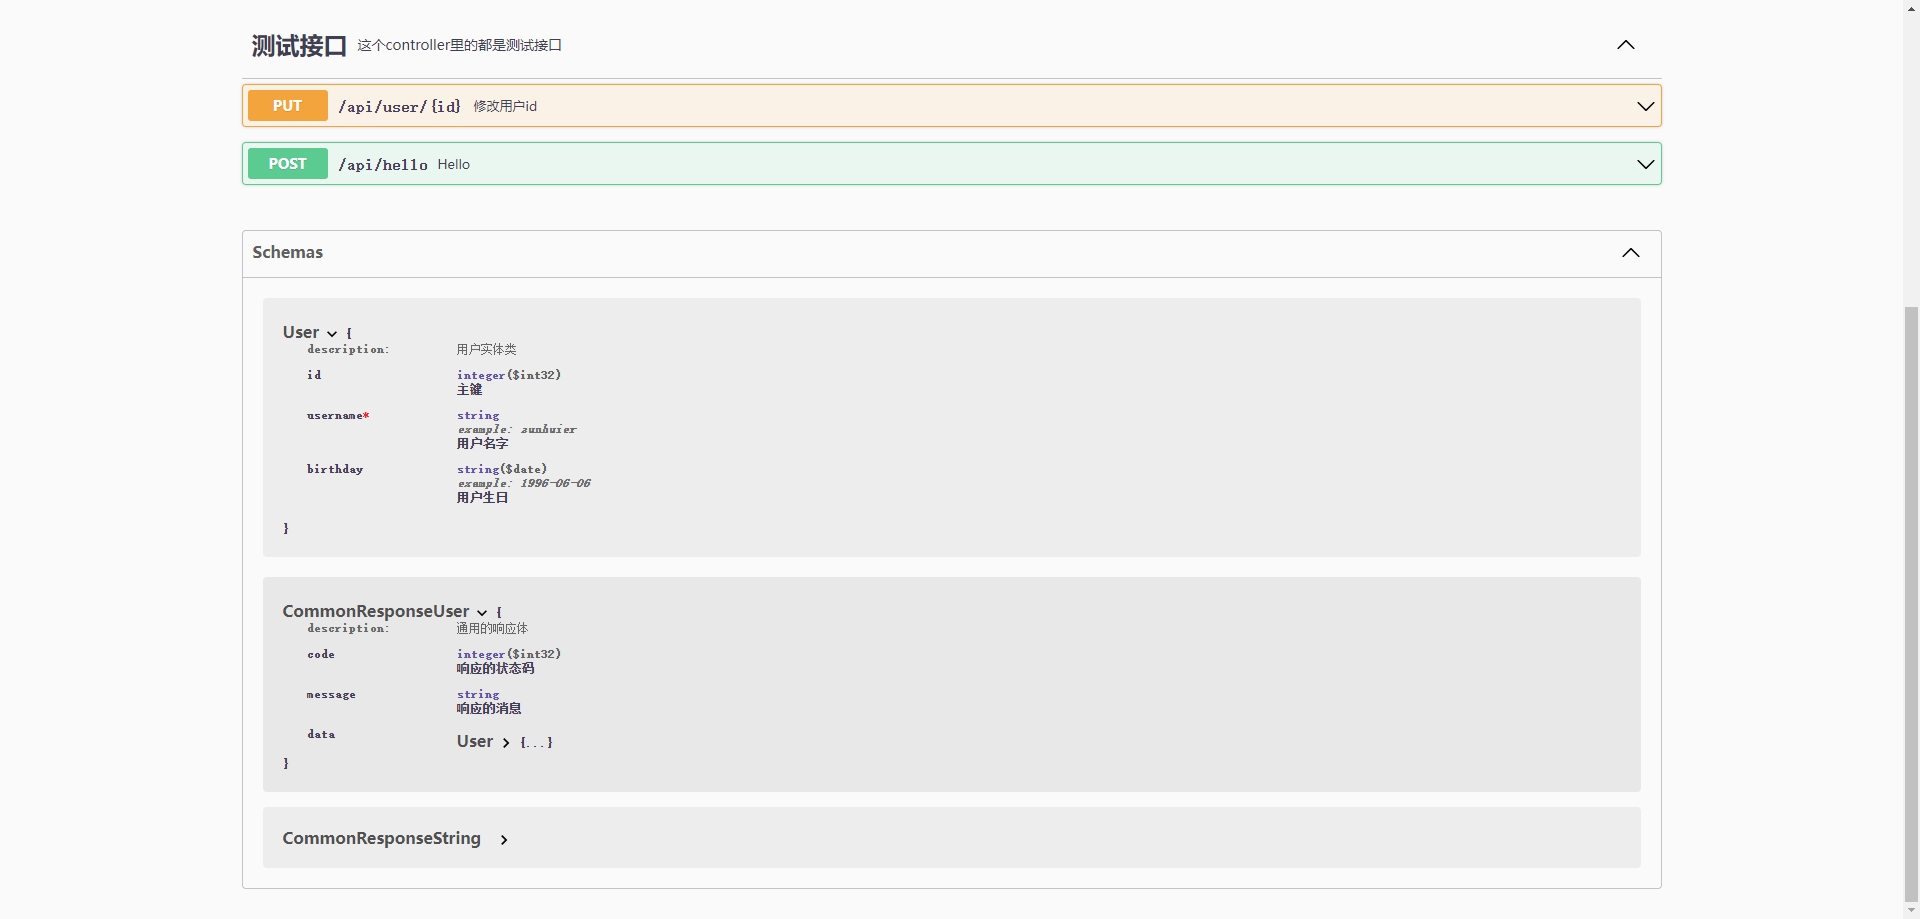 测试接口 这个controller里的都是测试接口
PUT /api/user/{id} 修改用户id
POST /api/hello Hello
Schemas
User {
description: 用户实体类
id integer($int32)
主键
username* string
example: sunhuier
用户名字
birthday string($date)
example: 1996-06-06
用户生日
}
CommonResponseUser {
description: 通用的响应体
code integer($int32)
响应的状态码
message string
响应的消息
data User {...}
}
CommonResponseString